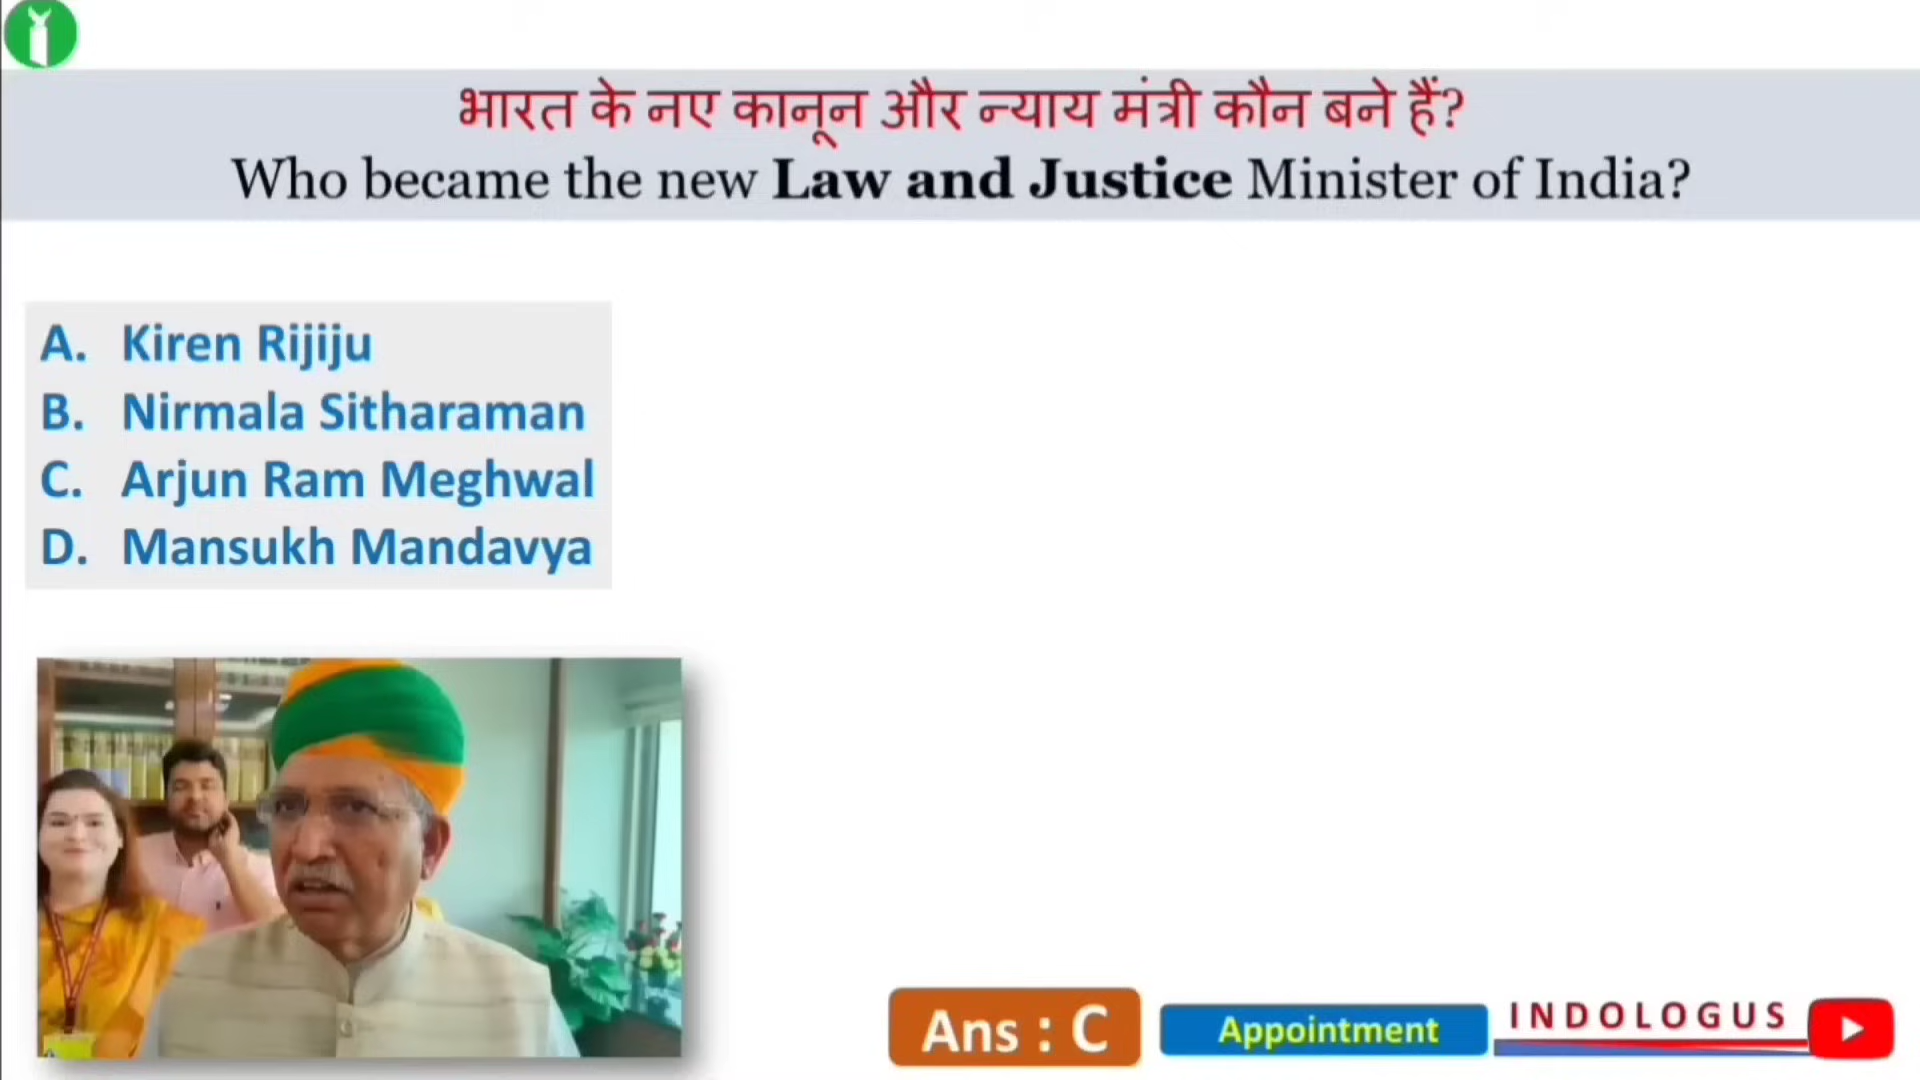 भारत के नए कानून और न्याय मंत्री कौन बने हैं?
Who became the new Law and Justice Minister of India?
A. Kiren Rijiju
B. Nirmala Sitharaman
C. Arjun Ram Meghwal
D. Mansukh Mandavya
Ans : C
Appointment
INDOLOGUS